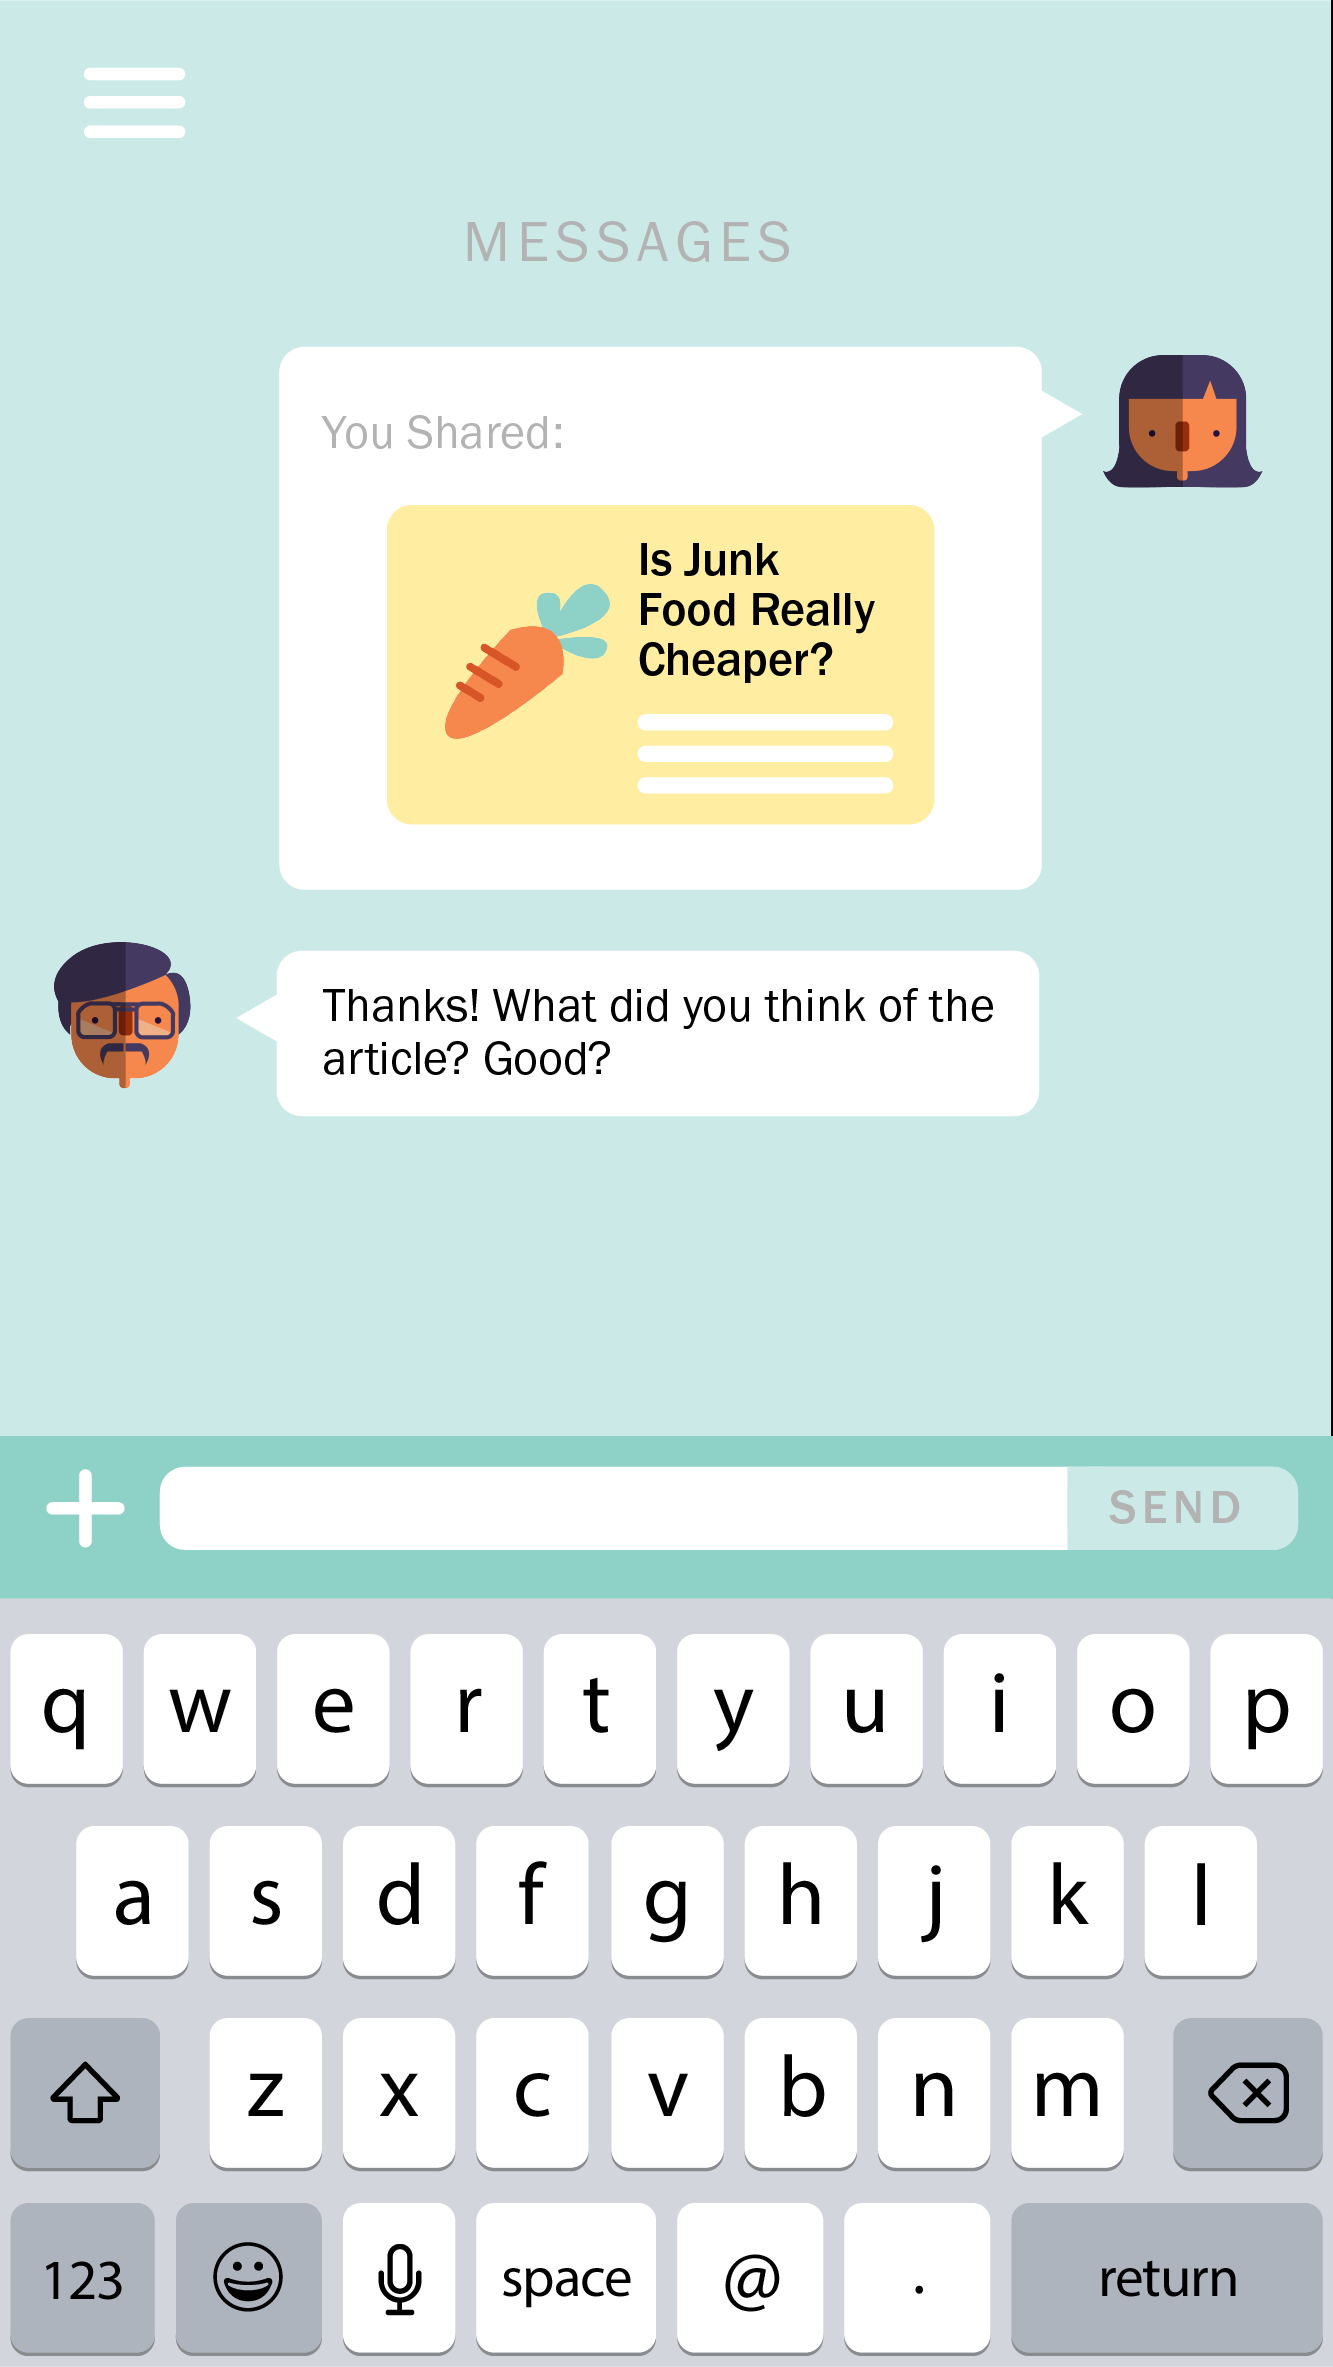 MESSAGES
You Shared:
Is Junk
Food Really
Cheaper?
Thanks! What did you think of the
article? Good?
SEND
q w e r t y u i o p
a s d f g h j k l
z x c v b n m
123 space @ . return